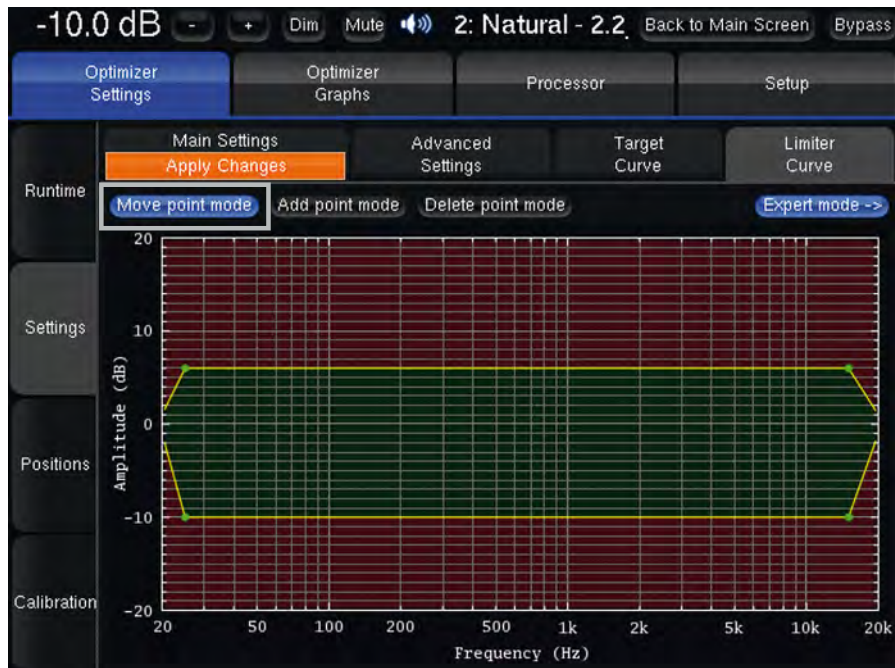 -10.0 dB - + Dim Mute 2: Natural - 2.2. Back to Main Screen Bypass
Optimizer Settings
Optimizer Graphs
Processor
Setup
Main Settings
Apply Changes
Advanced Settings
Target Curve
Limiter Curve
Runtime
Settings
Positions
Calibration
Move point mode Add point mode Delete point mode Expert mode ->
Amplitude (dB)
20
10
0
-10
-20
20 50 100 200 500 1k 2k 5k 10k 20k
Frequency (Hz)